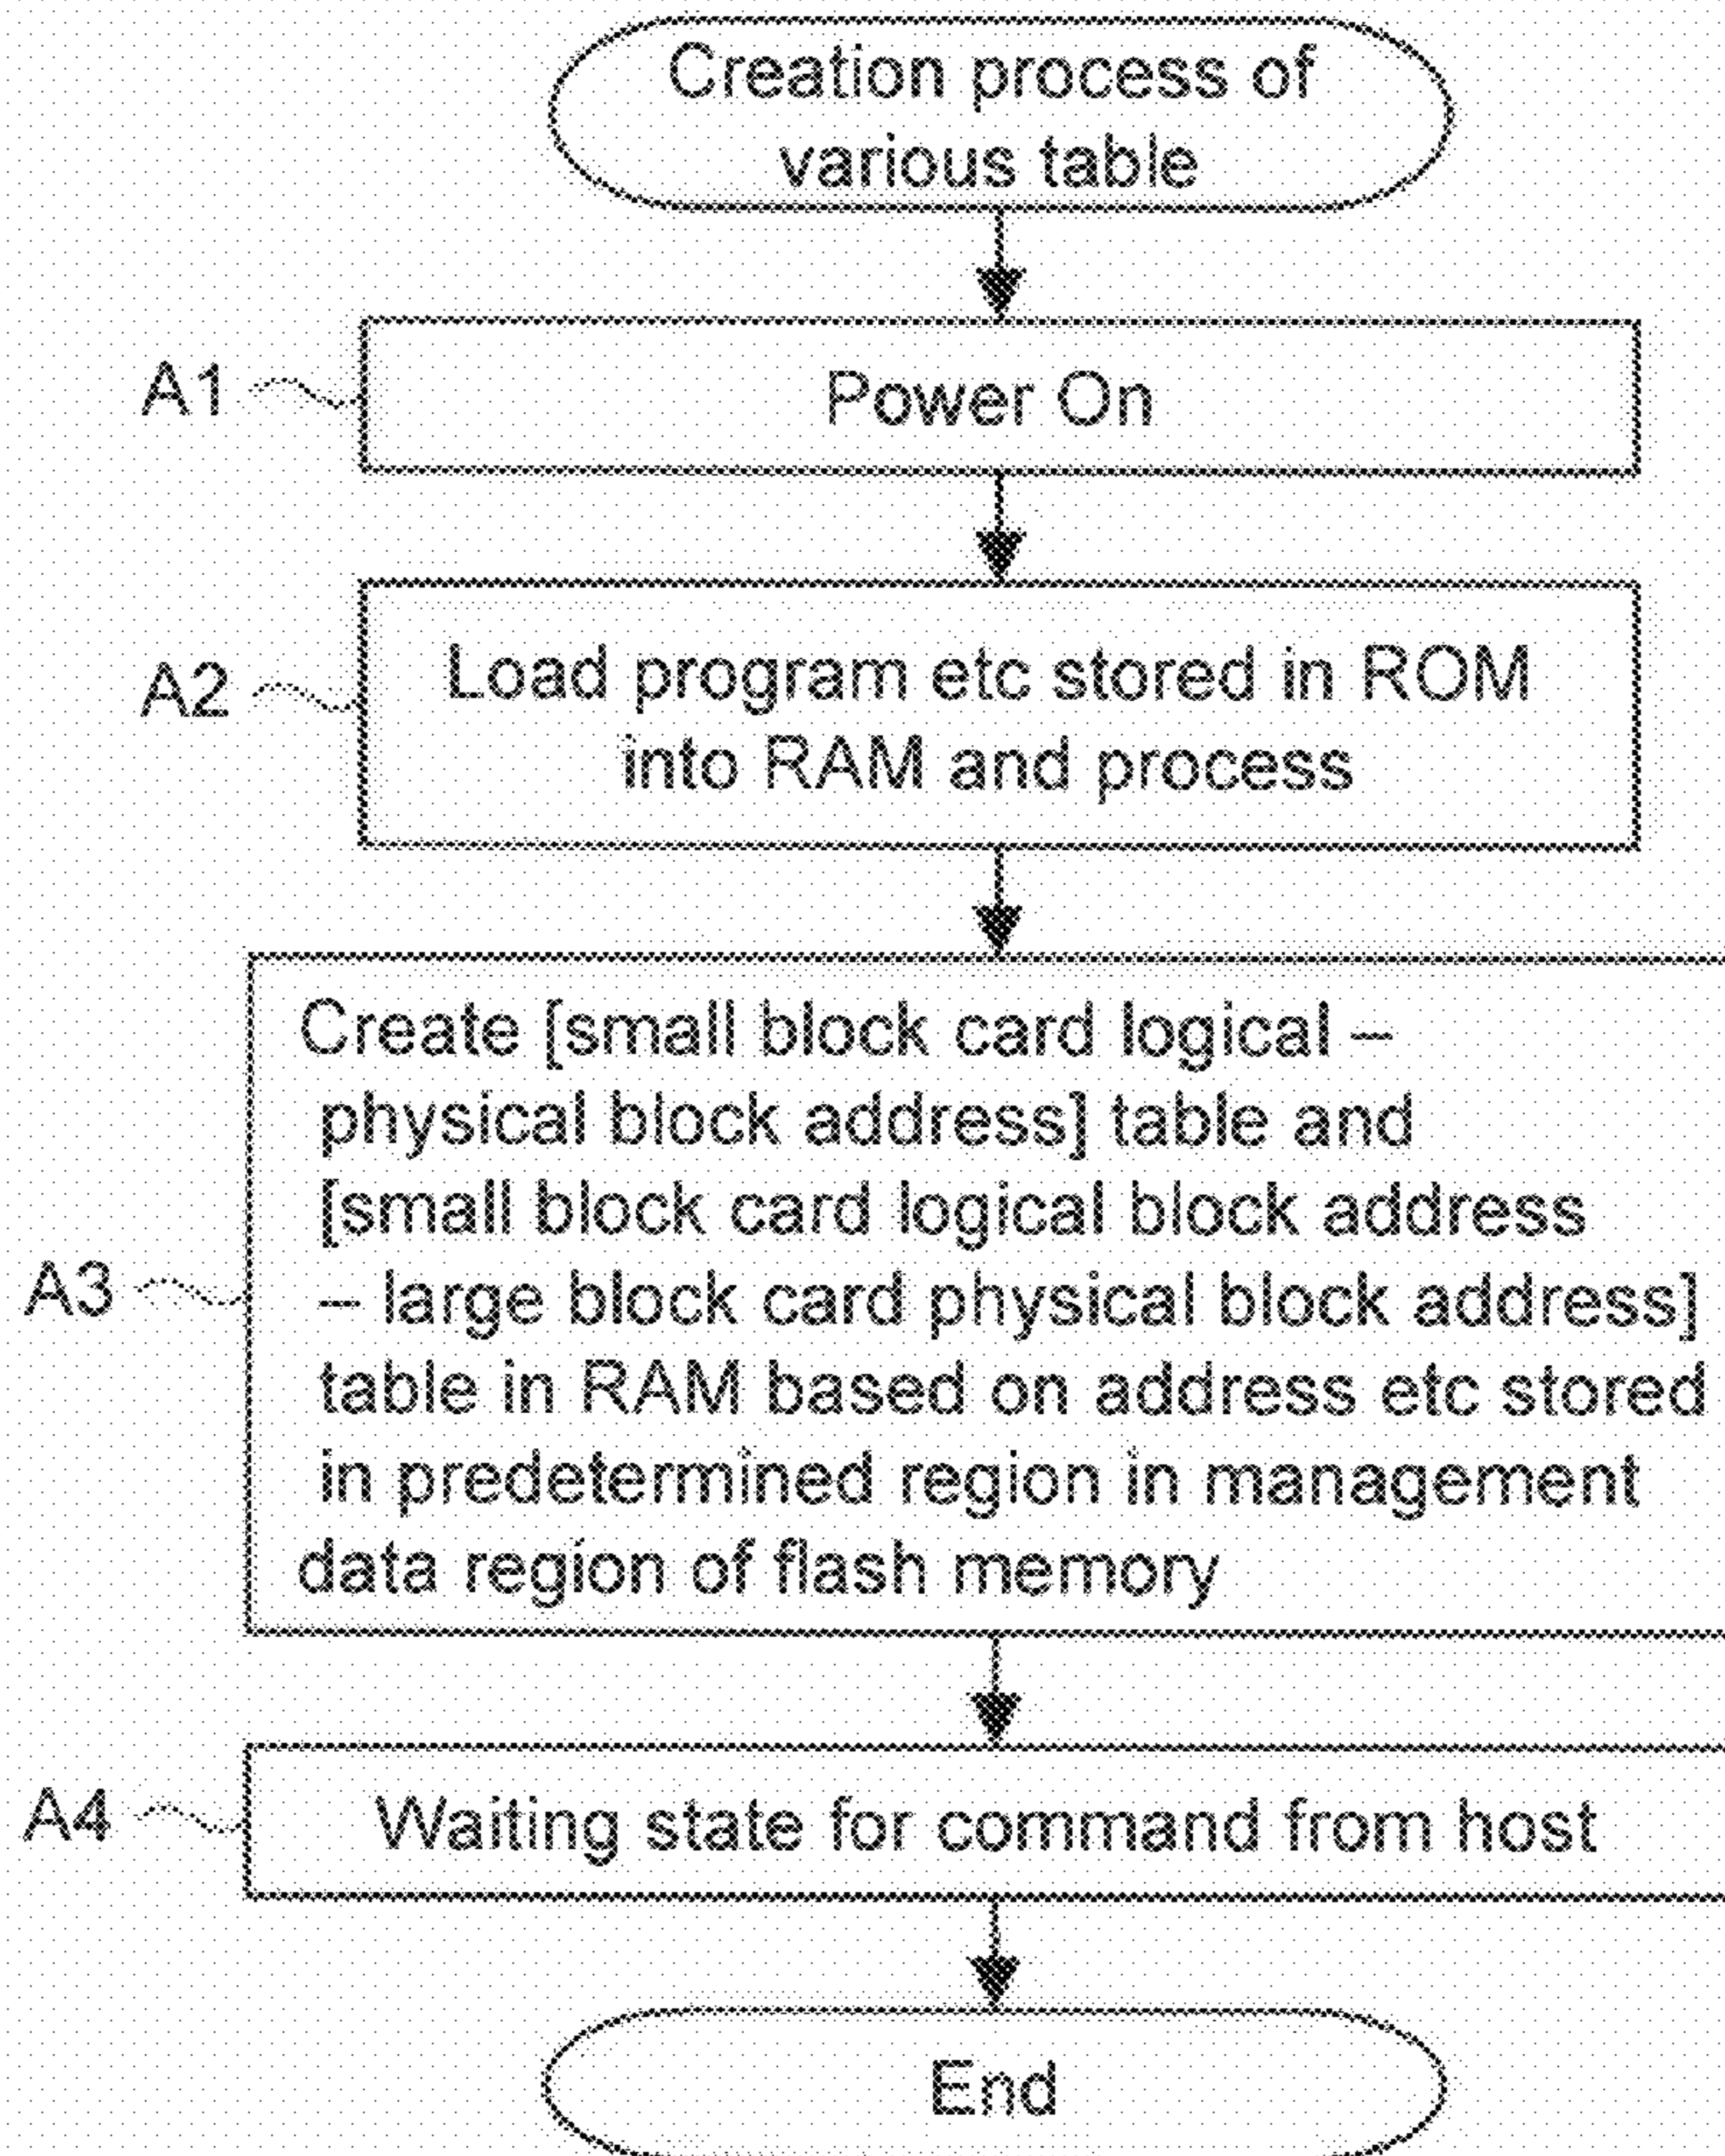 Creation process of
various table
A1
Power On
A2
Load program etc stored in ROM
into RAM and process
A3
Create [small block card logical –
physical block address] table and
[small block card logical block address
– large block card physical block address]
table in RAM based on address etc stored
in predetermined region in management
data region of flash memory
A4
Waiting state for command from host
End